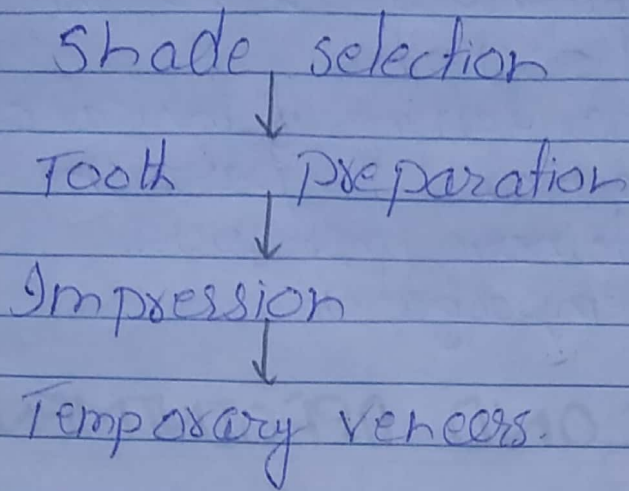 Shade selection
↓
Tooth preparation
↓
Impression
↓
Temporary veneers.